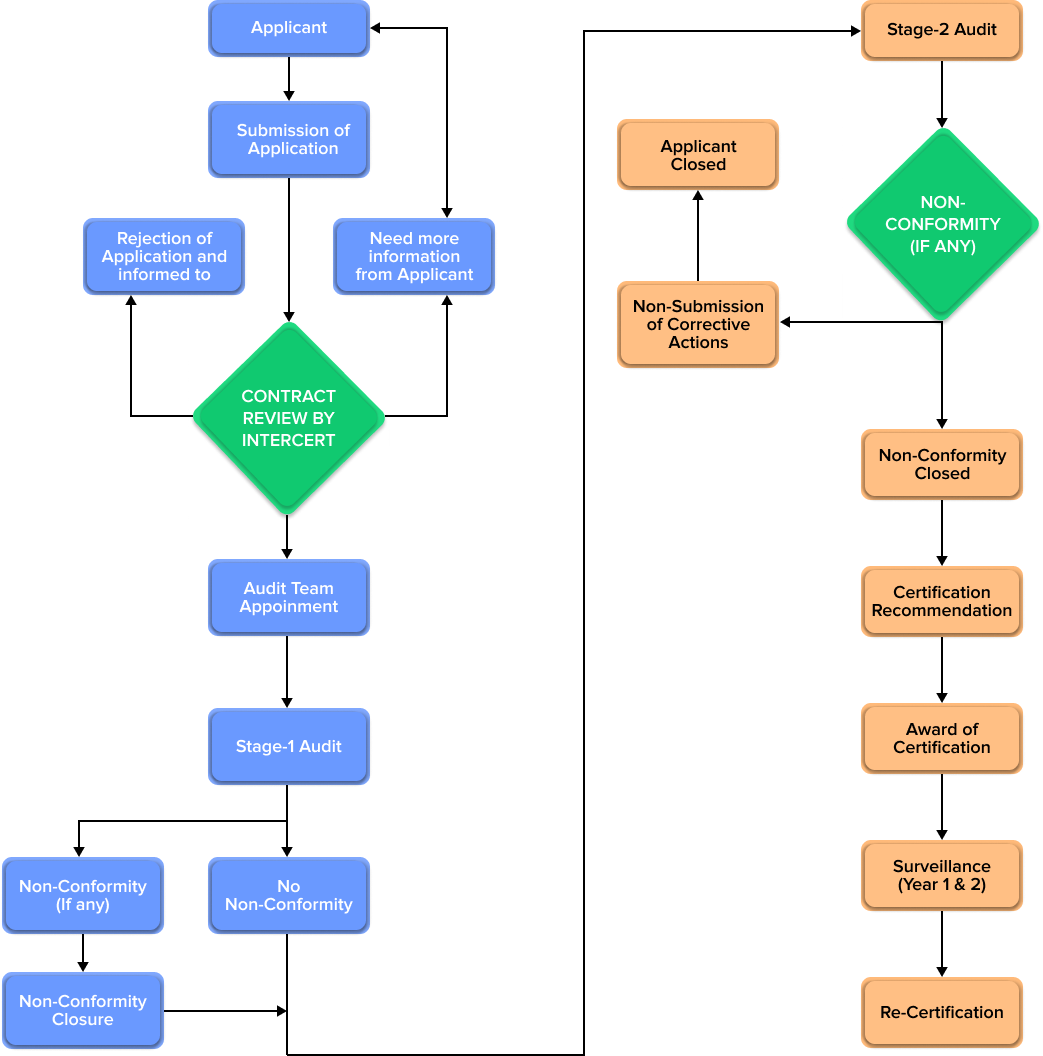 Applicant
Submission of
Application
Rejection of
Application and
informed to
Need more
information
from Applicant
CONTRACT
REVIEW BY
INTERCERT
Audit Team
Appoinment
Stage-1 Audit
Non-Conformity
(If any)
No
Non-Conformity
Non-Conformity
Closure
Stage-2 Audit
Applicant
Closed
NON-
CONFORMITY
(IF ANY)
Non-Submission
of Corrective
Actions
Non-Conformity
Closed
Certification
Recommendation
Award of
Certification
Surveillance
(Year 1 & 2)
Re-Certification